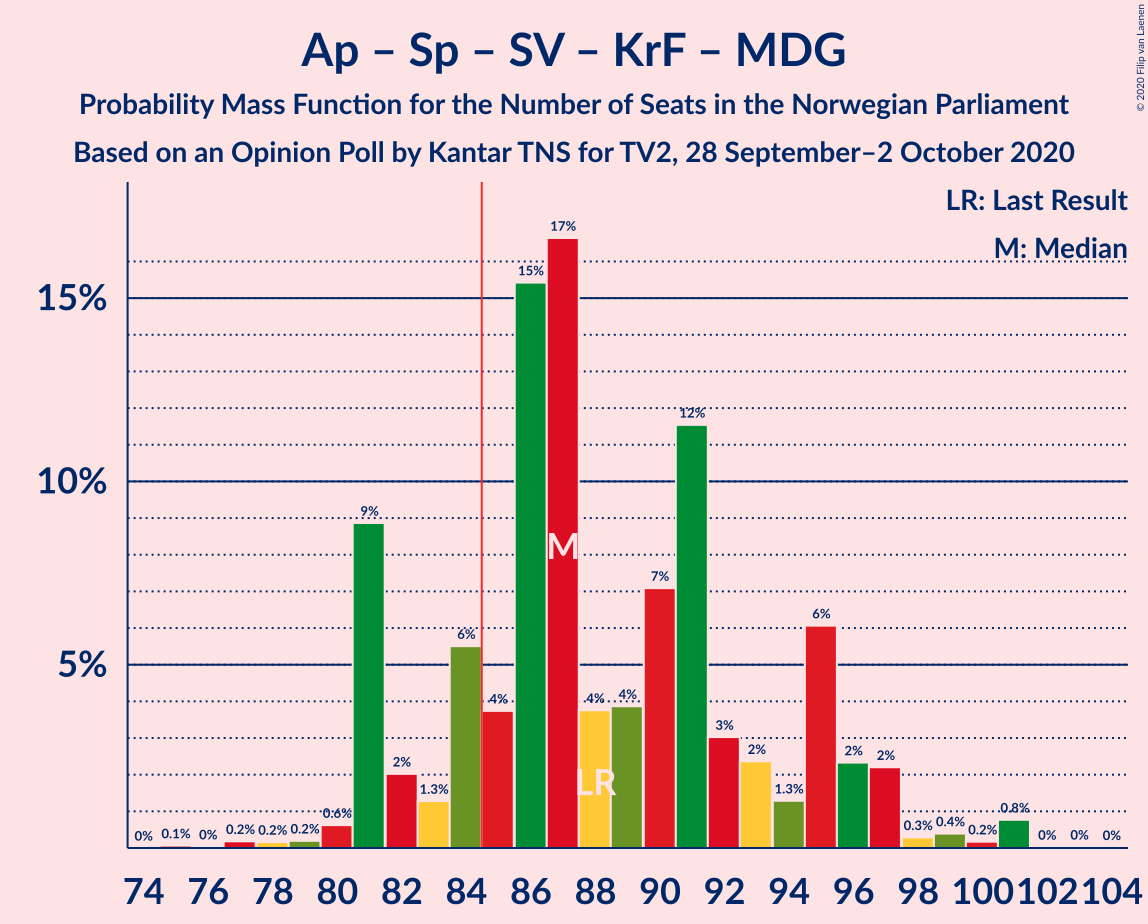 Ap – Sp – SV – KrF – MDG
Probability Mass Function for the Number of Seats in the Norwegian Parliament
Based on an Opinion Poll by Kantar TNS for TV2, 28 September–2 October 2020
© 2020 Filip van Laenen
LR: Last Result
M: Median
15%
10%
5%
0% 0.1% 0% 0.2% 0.2% 0.2% 0.6% 9% 2% 1.3% 6% 4% 15% 17% 4% 4% 7% 12% 3% 2% 1.3% 6% 2% 2% 0.3% 0.4% 0.2% 0.8% 0% 0% 0%
M
LR
74 76 78 80 82 84 86 88 90 92 94 96 98 100 102 104